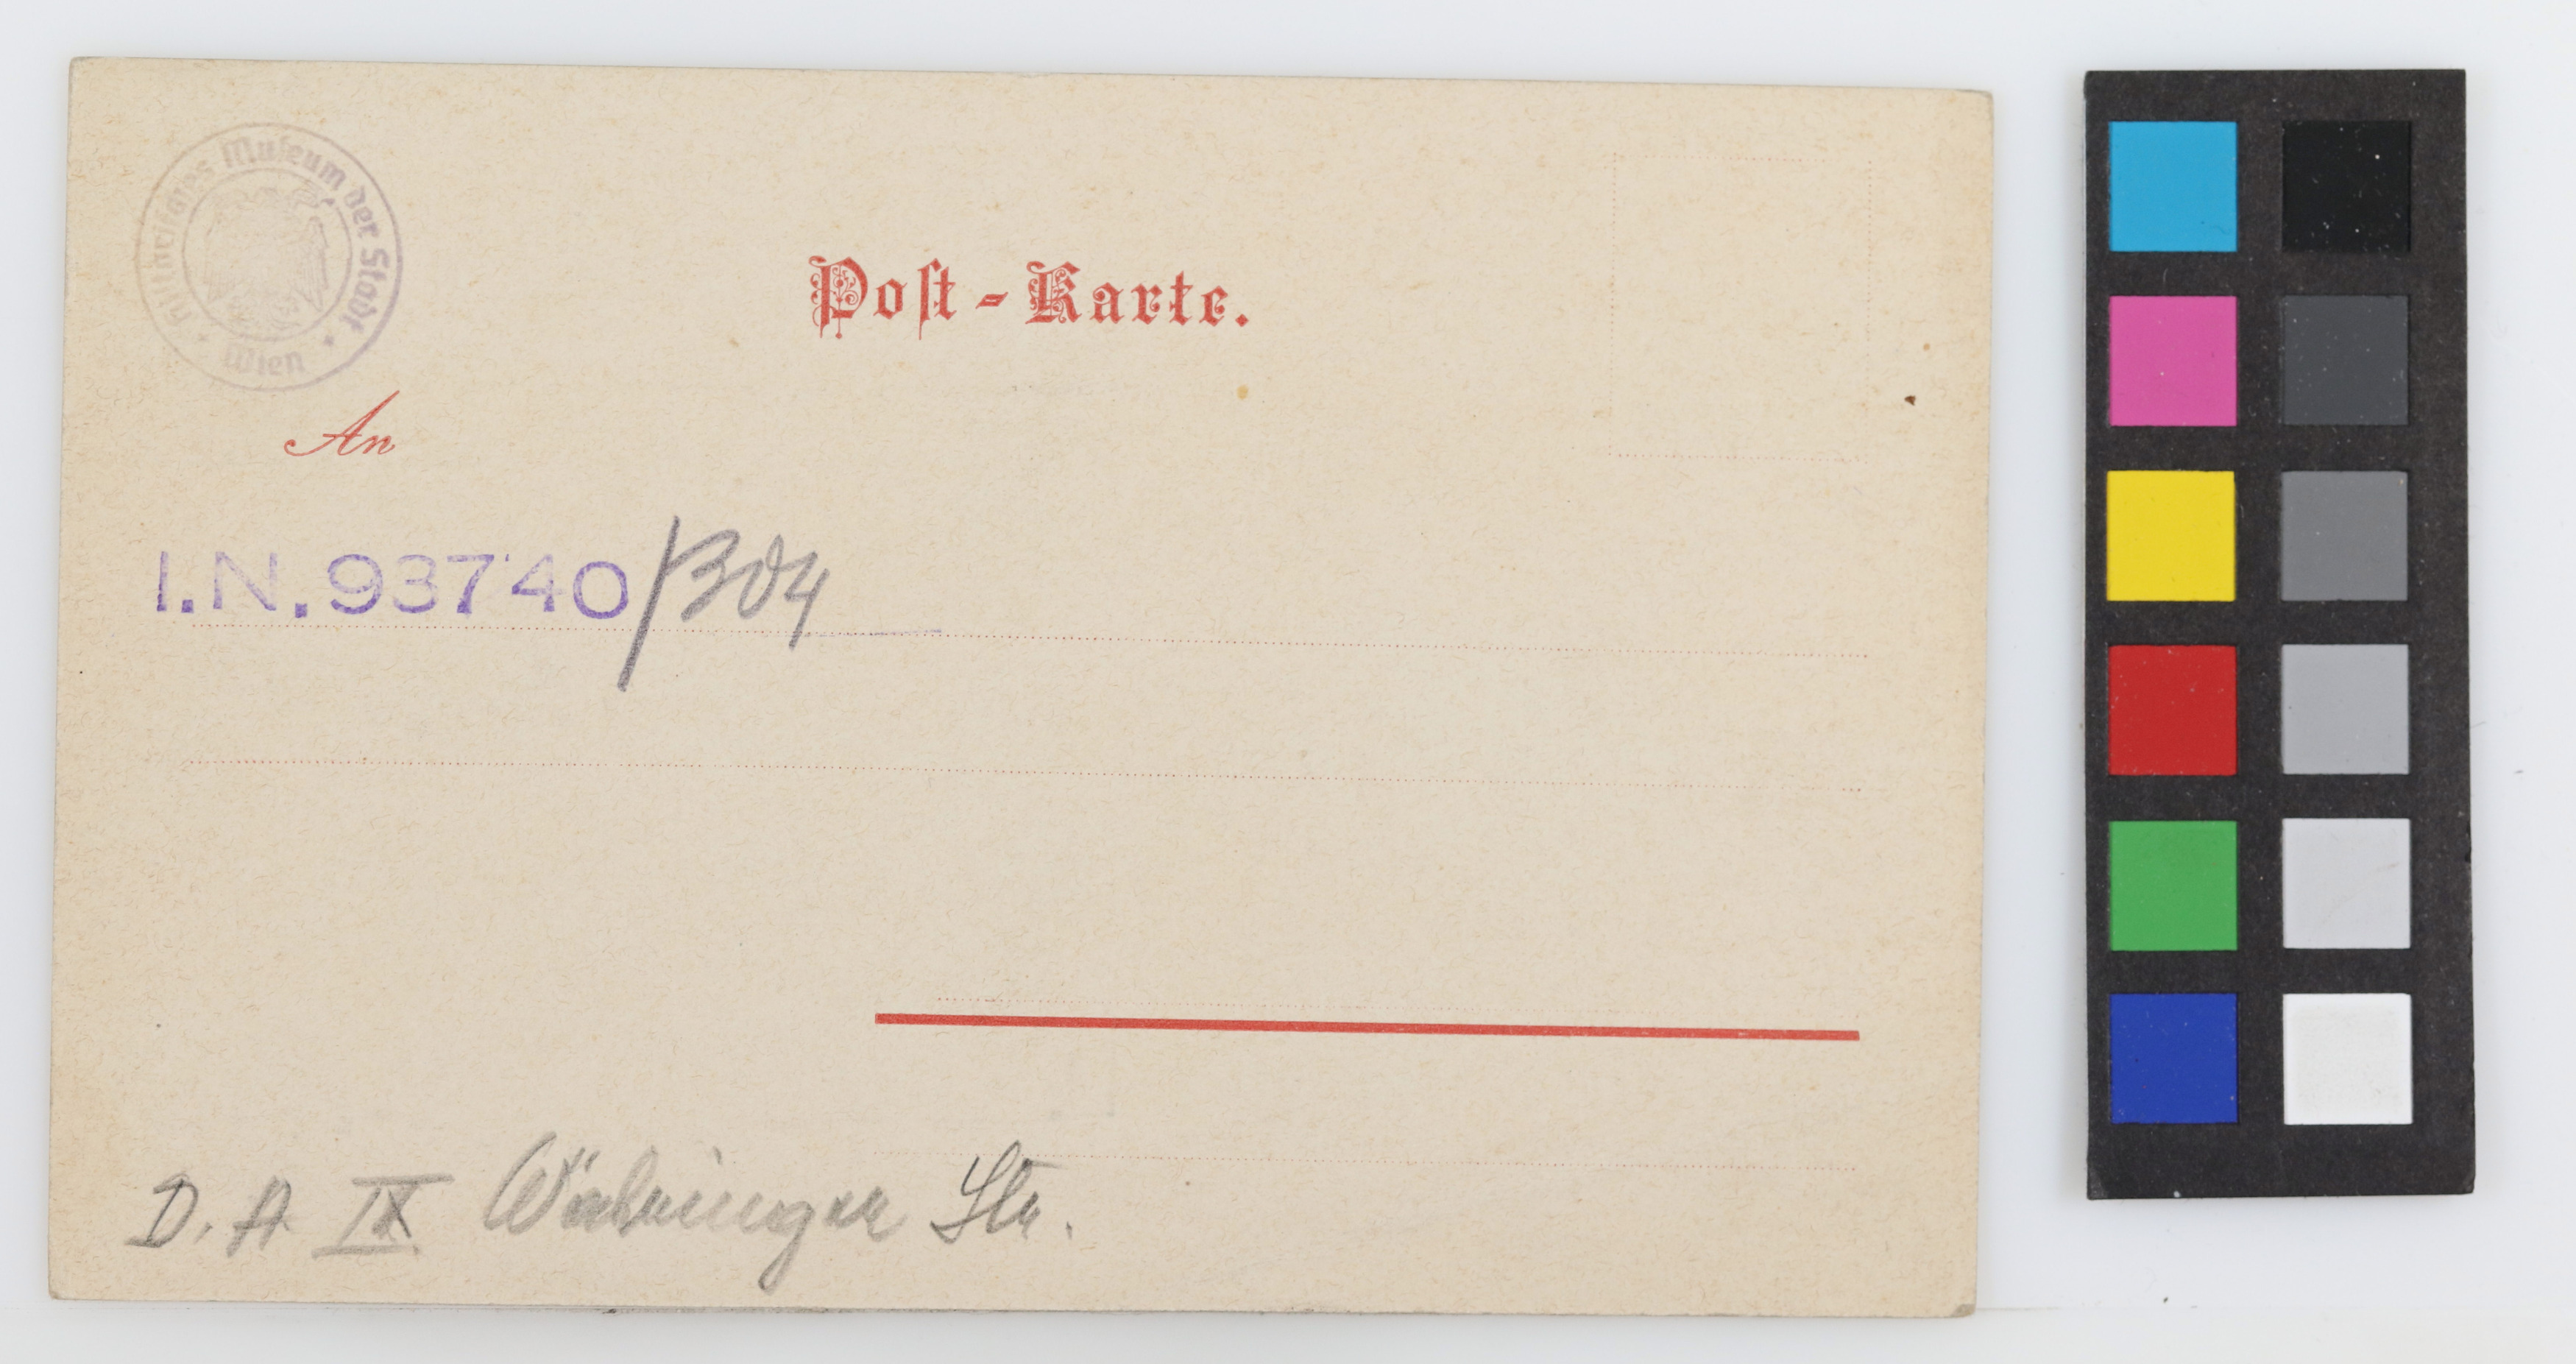 Historisches Museum der Stadt
* Wien *
Post-Karte.
An
I.N. 93740/304
D. A IX Währinger Str.